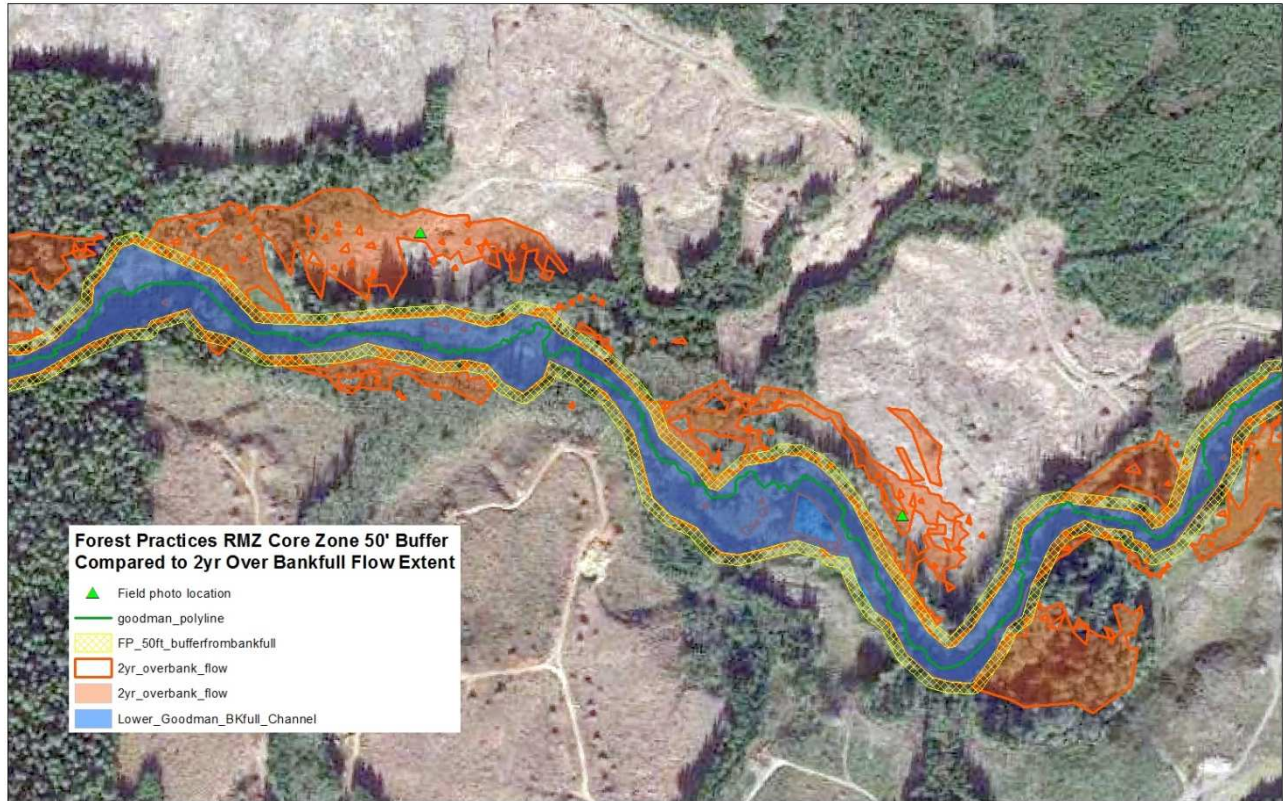 Forest Practices RMZ Core Zone 50' Buffer
Compared to 2yr Over Bankfull Flow Extent
Field photo location
goodman_polyline
FP_50ft_bufferfrombankfull
2yr_overbank_flow
2yr_overbank_flow
Lower_Goodman_BKfull_Channel